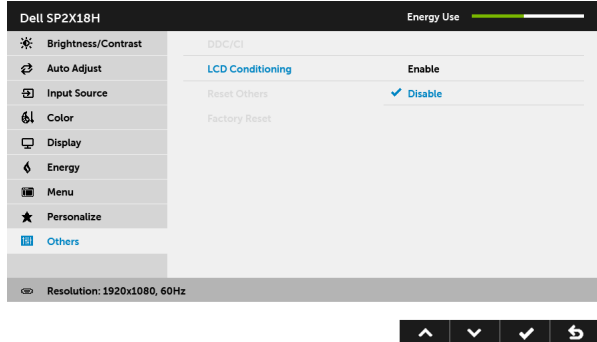 Dell SP2X18H
Energy Use
Brightness/Contrast
DDC/CI
Auto Adjust
LCD Conditioning
Enable
Input Source
Reset Others
Disable
Color
Factory Reset
Display
Energy
Menu
Personalize
Others
Resolution: 1920x1080, 60Hz